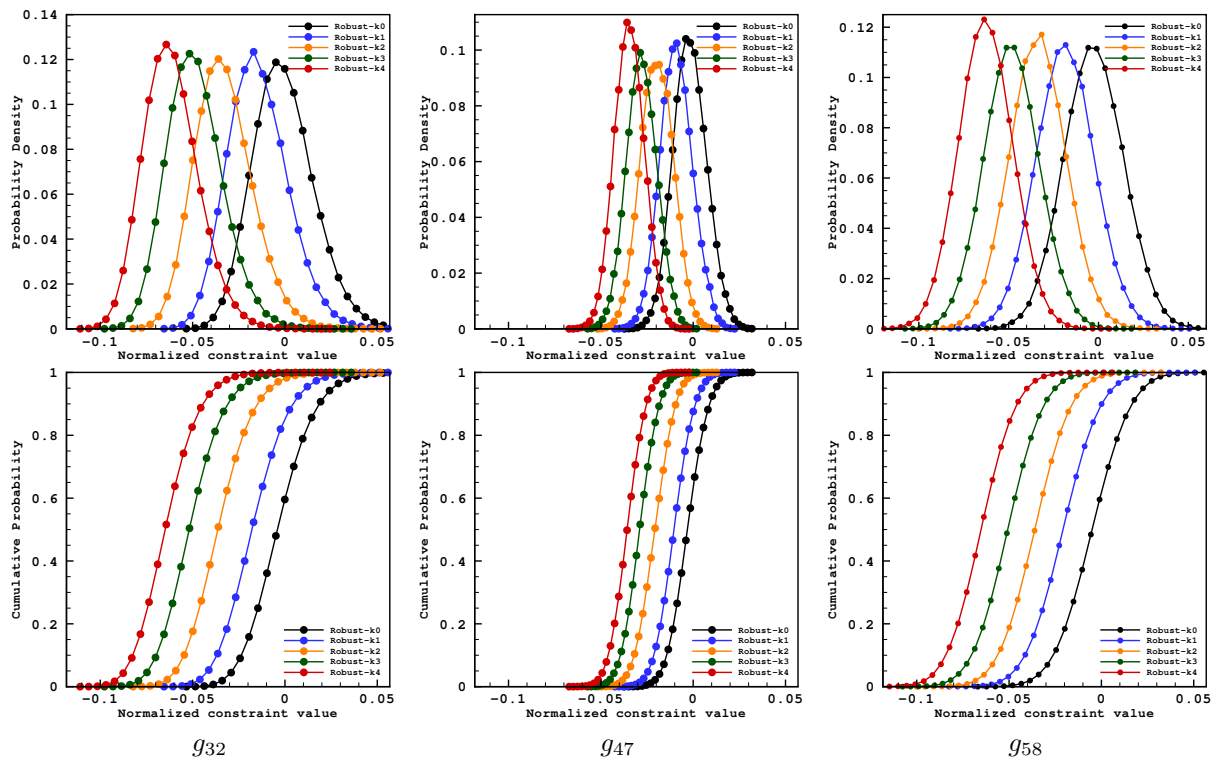 Probability Density
0.14
0.12
0.1
0.08
0.06
0.04
0.02
0
−0.1 −0.05 0 0.05
Normalized constraint value
Robust-k0
Robust-k1
Robust-k2
Robust-k3
Robust-k4
Probability Density
0.1
0.08
0.06
0.04
0.02
0
−0.1 −0.05 0 0.05
Normalized constraint value
Robust-k0
Robust-k1
Robust-k2
Robust-k3
Robust-k4
Probability Density
0.12
0.1
0.08
0.06
0.04
0.02
0
−0.1 −0.05 0 0.05
Normalized constraint value
Robust-k0
Robust-k1
Robust-k2
Robust-k3
Robust-k4
Cumulative Probability
1
0.8
0.6
0.4
0.2
0
−0.1 −0.05 0 0.05
Normalized constraint value
Robust-k0
Robust-k1
Robust-k2
Robust-k3
Robust-k4
Cumulative Probability
1
0.8
0.6
0.4
0.2
0
−0.1 −0.05 0 0.05
Normalized constraint value
Robust-k0
Robust-k1
Robust-k2
Robust-k3
Robust-k4
Cumulative Probability
1
0.8
0.6
0.4
0.2
0
−0.1 −0.05 0 0.05
Normalized constraint value
Robust-k0
Robust-k1
Robust-k2
Robust-k3
Robust-k4
g32 g47 g58